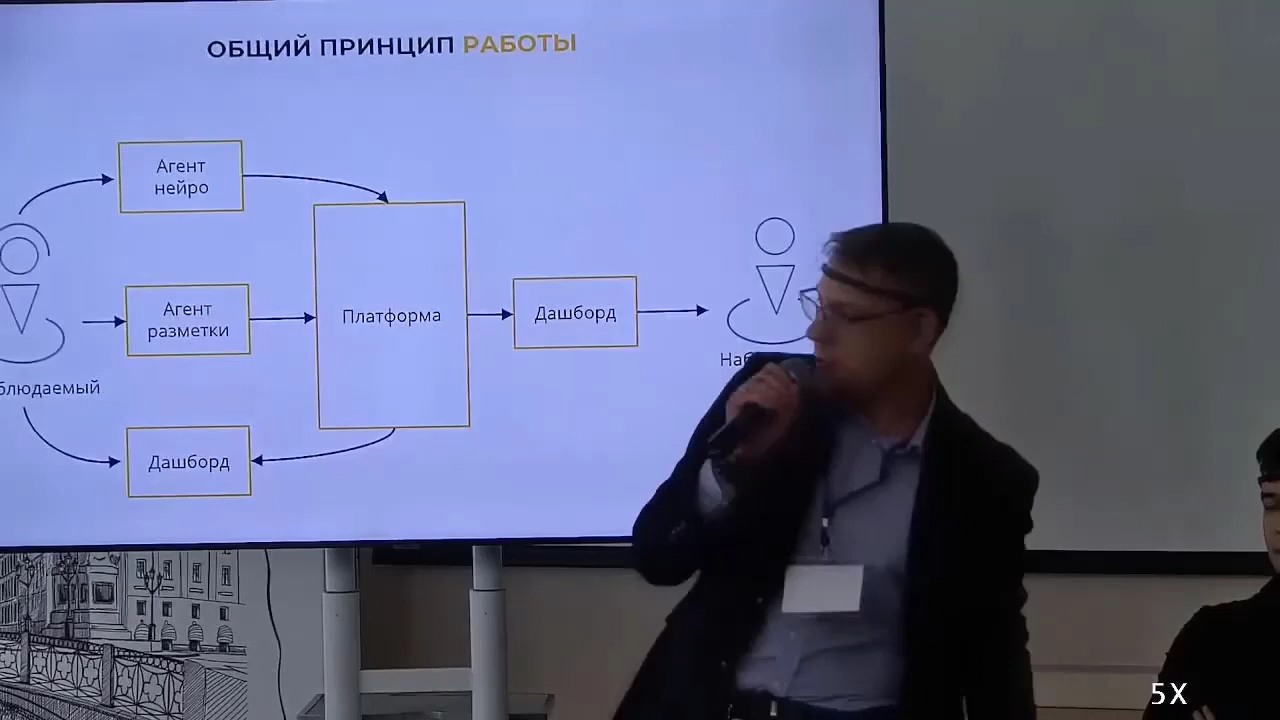 ОБЩИЙ ПРИНЦИП РАБОТЫ
Агент
нейро
Агент
разметки
Платформа
Дашборд
блюдаемый
Дашборд
5X